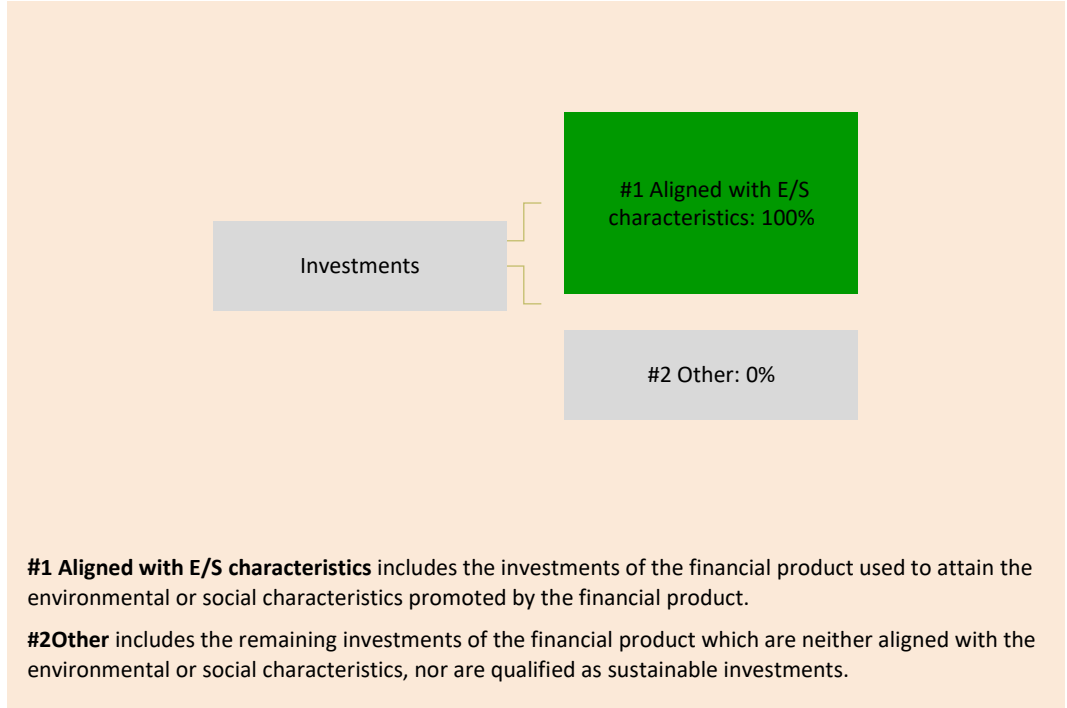 #1 Aligned with E/S
characteristics: 100%
Investments
#2 Other: 0%
#1 Aligned with E/S characteristics includes the investments of the financial product used to attain the
environmental or social characteristics promoted by the financial product.
#2Other includes the remaining investments of the financial product which are neither aligned with the
environmental or social characteristics, nor are qualified as sustainable investments.